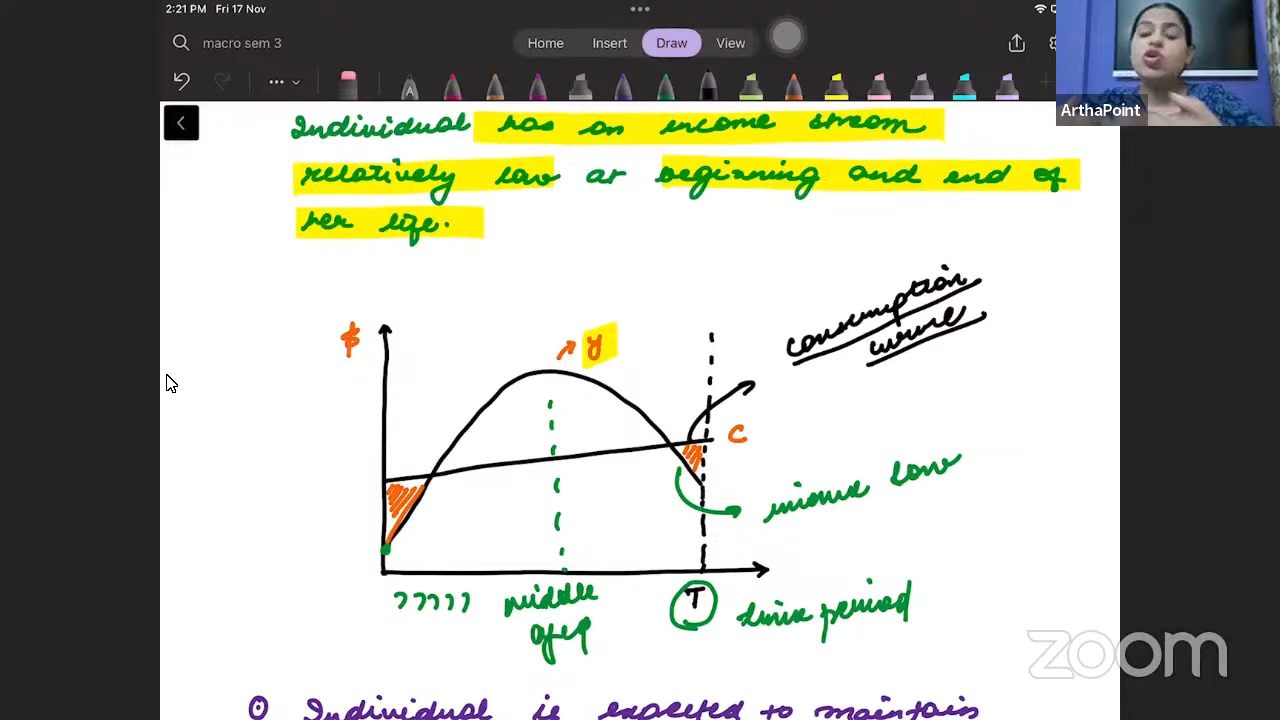 2:21 PM Fri 17 Nov
macro sem 3
Home Insert Draw View
ArthaPoint
Individual has an income stream
relatively low at beginning and end of
her life.
consumption
more
$
y
C
income low
?????
middle
age
T
time period
zoom
Individual is expected to maintain